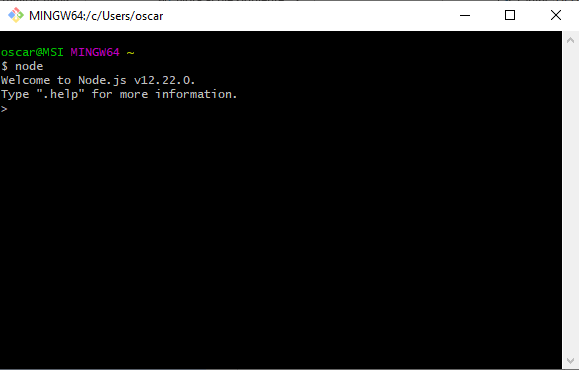 MINGW64:/c/Users/oscar
oscar@MSI MINGW64 ~
$ node
Welcome to Node.js v12.22.0.
Type ".help" for more information.
>